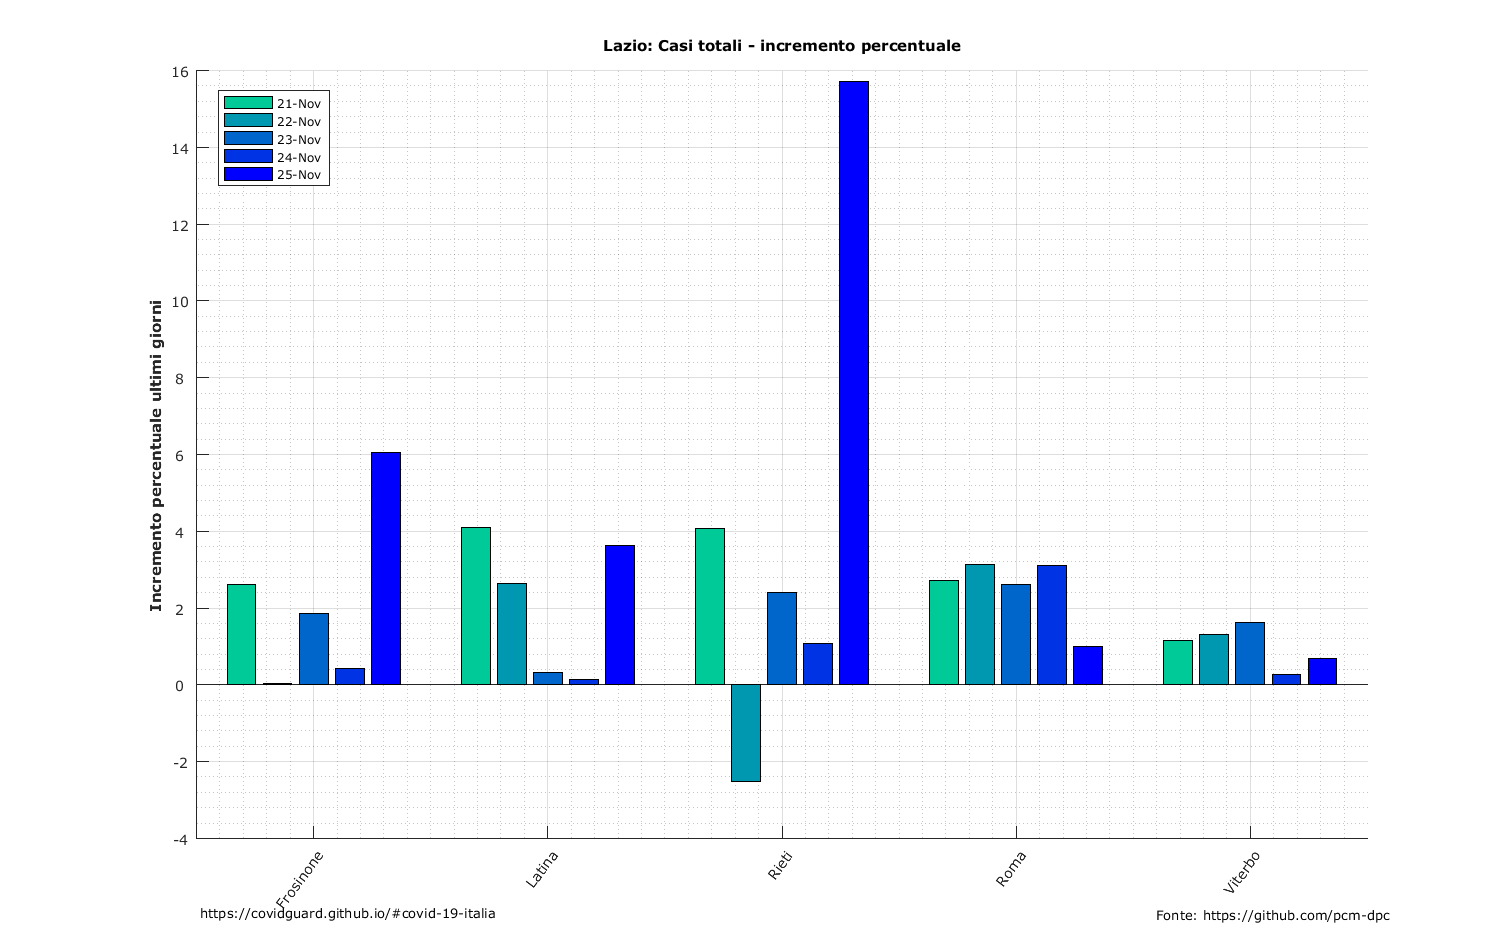 Lazio: Casi totali - incremento percentuale
Incremento percentuale ultimi giorni
16
14
12
10
8
6
4
2
0
-2
-4
21-Nov
22-Nov
23-Nov
24-Nov
25-Nov
Frosinone
Latina
Rieti
Roma
Viterbo
https://covidguard.github.io/#covid-19-italia
Fonte: https://github.com/pcm-dpc